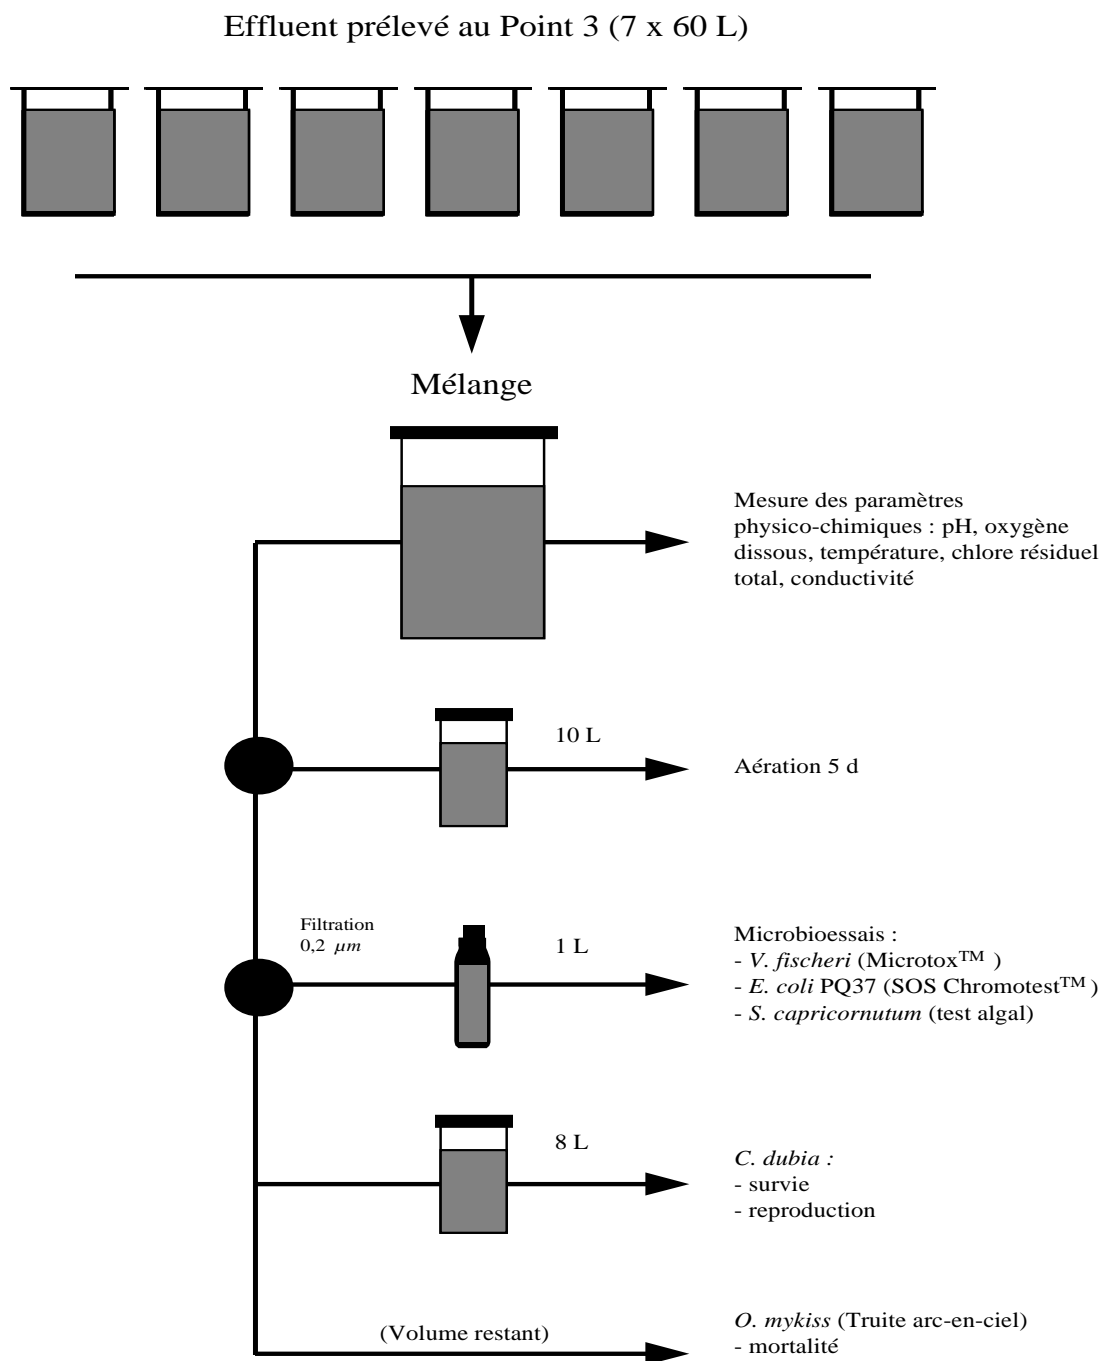 Effluent prélevé au Point 3 (7 x 60 L)
Mélange
Mesure des paramètres
physico-chimiques : pH, oxygène
dissous, température, chlore résiduel
total, conductivité
10 L
Aération 5 d
Filtration
0,2 µm
1 L
Microbioessais :
- V. fischeri (Microtox™ )
- E. coli PQ37 (SOS Chromotest™ )
- S. capricornutum (test algal)
8 L
C. dubia :
- survie
- reproduction
(Volume restant)
O. mykiss (Truite arc-en-ciel)
- mortalité